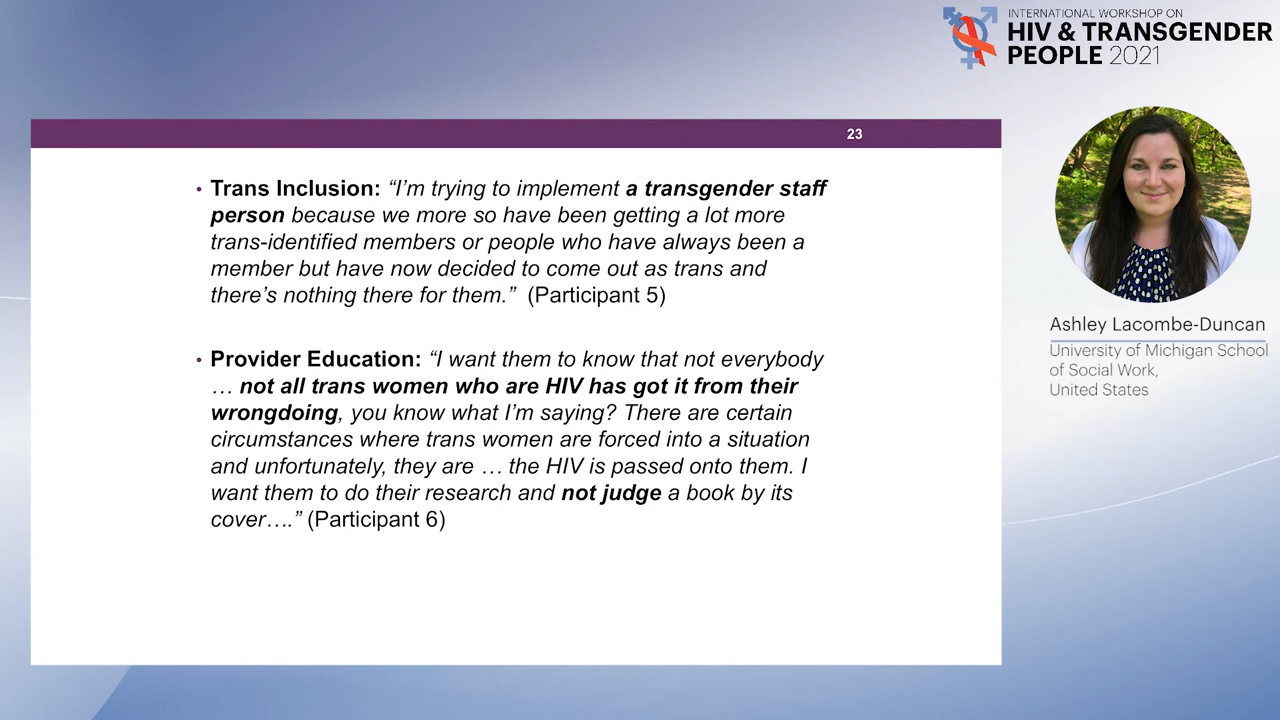 INTERNATIONAL WORKSHOP ON
HIV & TRANSGENDER
PEOPLE 2021
23
• Trans Inclusion: “I’m trying to implement a transgender staff
person because we more so have been getting a lot more
trans-identified members or people who have always been a
member but have now decided to come out as trans and
there’s nothing there for them.” (Participant 5)
• Provider Education: “I want them to know that not everybody
… not all trans women who are HIV has got it from their
wrongdoing, you know what I’m saying? There are certain
circumstances where trans women are forced into a situation
and unfortunately, they are … the HIV is passed onto them. I
want them to do their research and not judge a book by its
cover….” (Participant 6)
Ashley Lacombe-Duncan
University of Michigan School
of Social Work,
United States